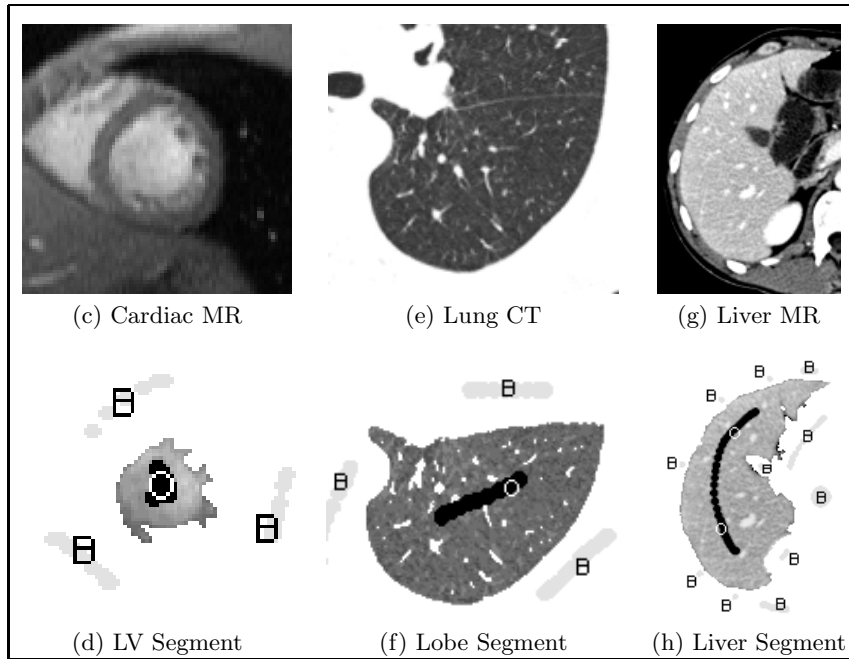 (c) Cardiac MR (e) Lung CT (g) Liver MR
B B B
B B B
B B B B B B B B B B B
O O O O
(d) LV Segment (f) Lobe Segment (h) Liver Segment